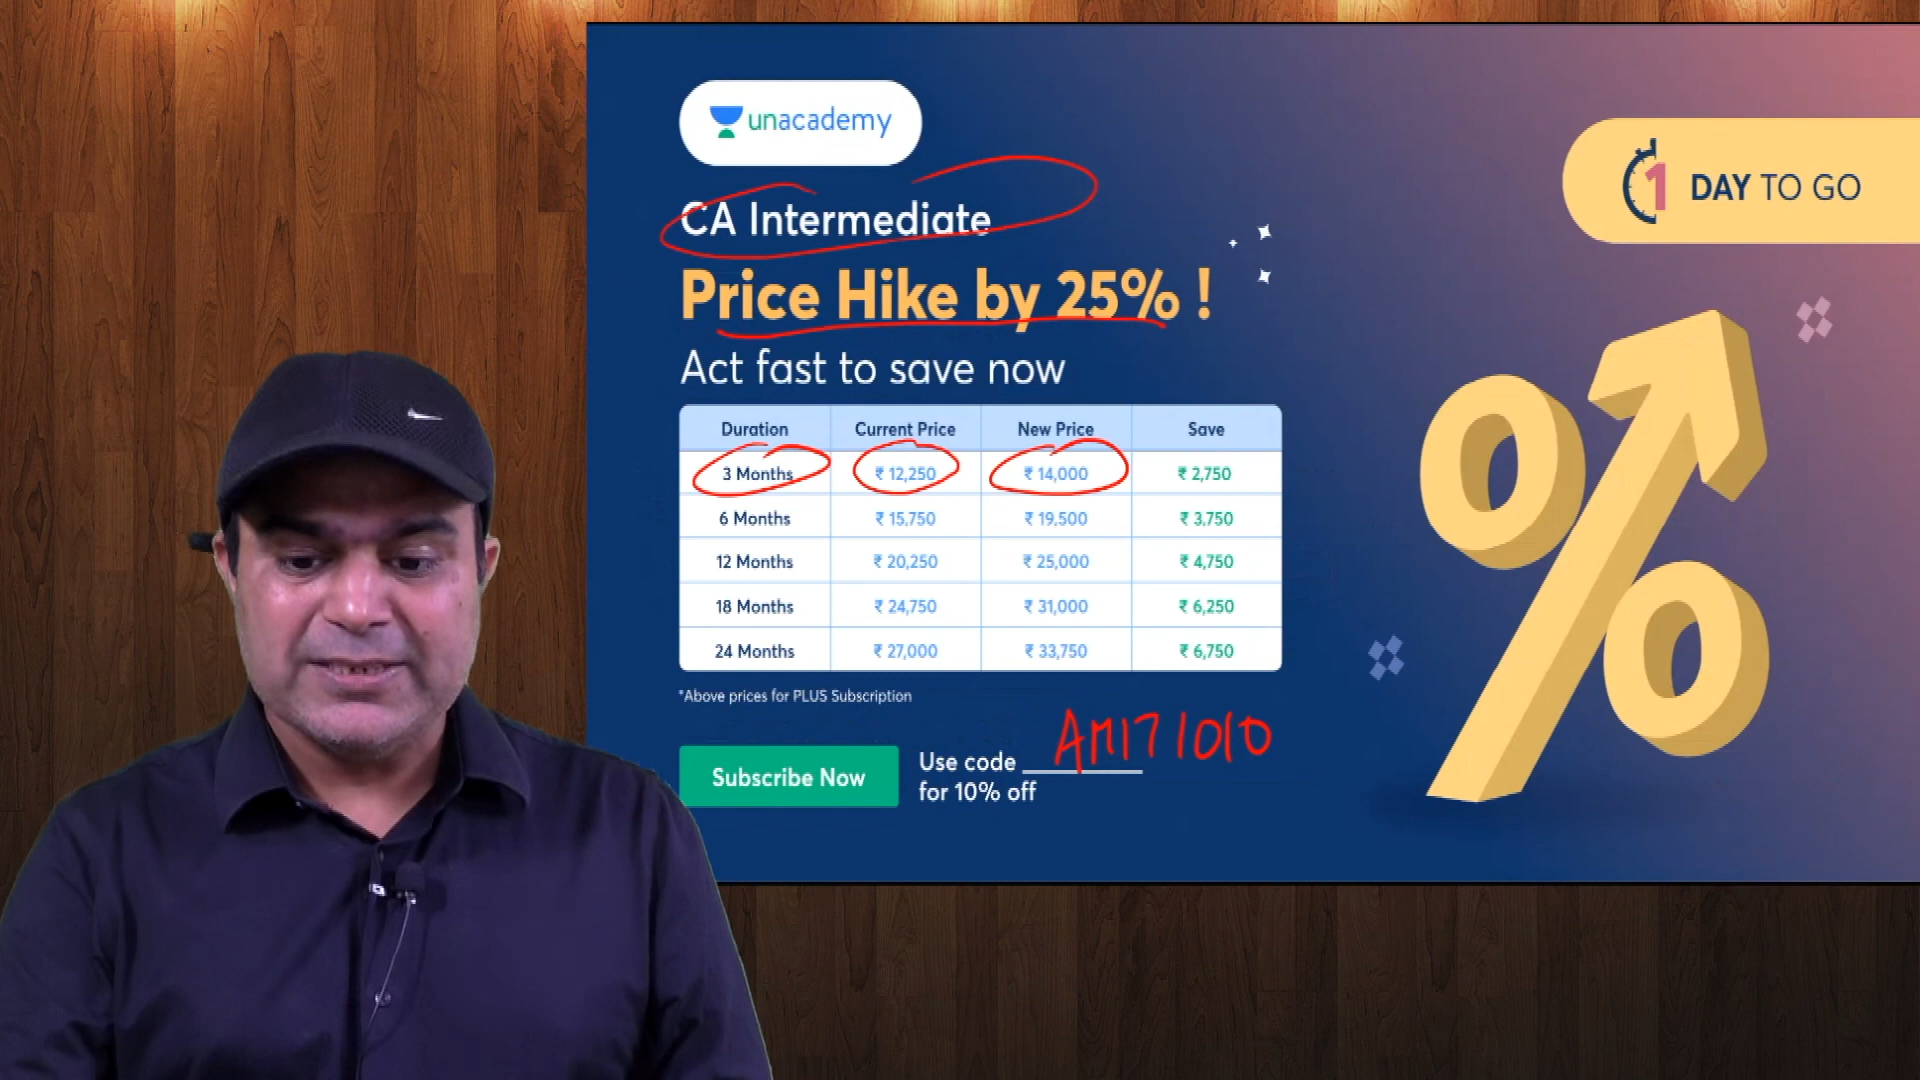 unacademy
1 DAY TO GO
CA Intermediate
Price Hike by 25% !
Act fast to save now
Duration Current Price New Price Save
3 Months ₹ 12,250 ₹ 14,000 ₹ 2,750
6 Months ₹ 15,750 ₹ 19,500 ₹ 3,750
12 Months ₹ 20,250 ₹ 25,000 ₹ 4,750
18 Months ₹ 24,750 ₹ 31,000 ₹ 6,250
24 Months ₹ 27,000 ₹ 33,750 ₹ 6,750
*Above prices for PLUS Subscription
Subscribe Now
Use code AM171010
for 10% off